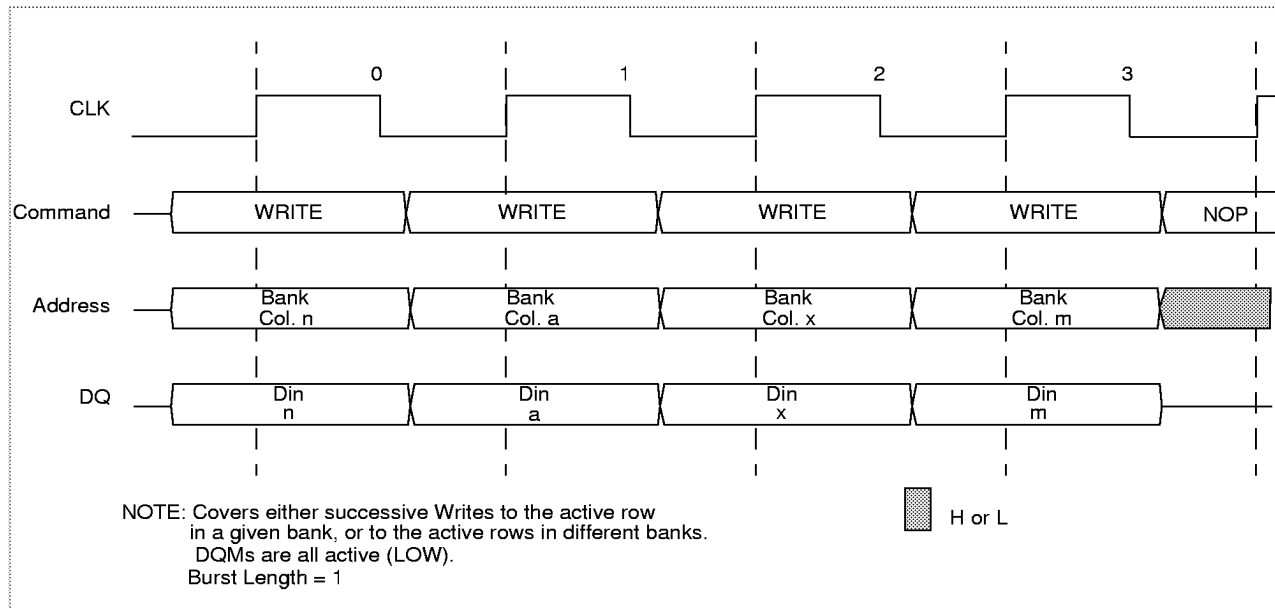 0 1 2 3
CLK
Command WRITE WRITE WRITE WRITE NOP
Address
Bank Bank Bank Bank
Col. n Col. a Col. x Col. m
DQ
Din Din Din Din
n a x m
NOTE: Covers either successive Writes to the active row
in a given bank, or to the active rows in different banks.
DQMs are all active (LOW).
Burst Length = 1
H or L